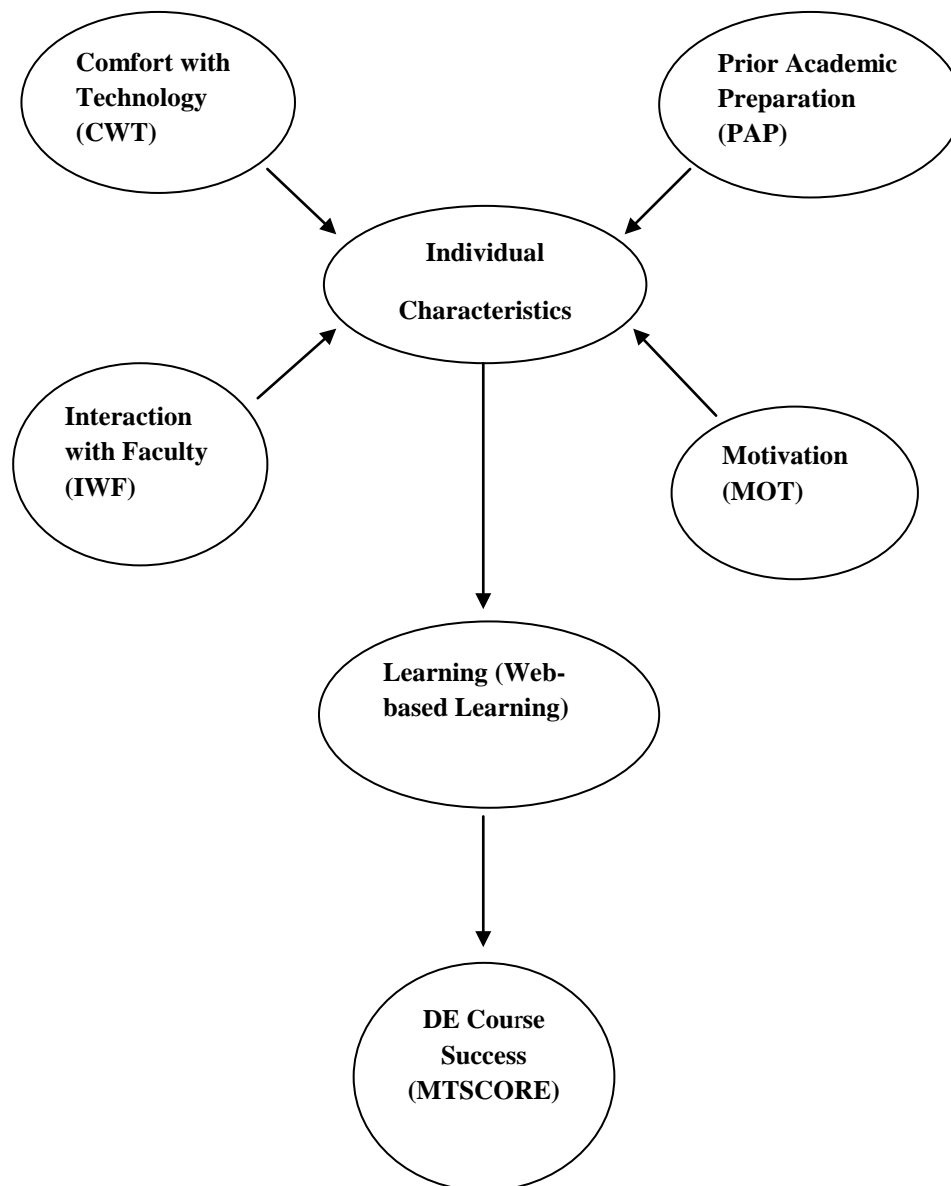 Comfort with
Technology
(CWT)
Prior Academic
Preparation
(PAP)
Individual
Characteristics
Interaction
with Faculty
(IWF)
Motivation
(MOT)
Learning (Web-
based Learning)
DE Course
Success
(MTSCORE)